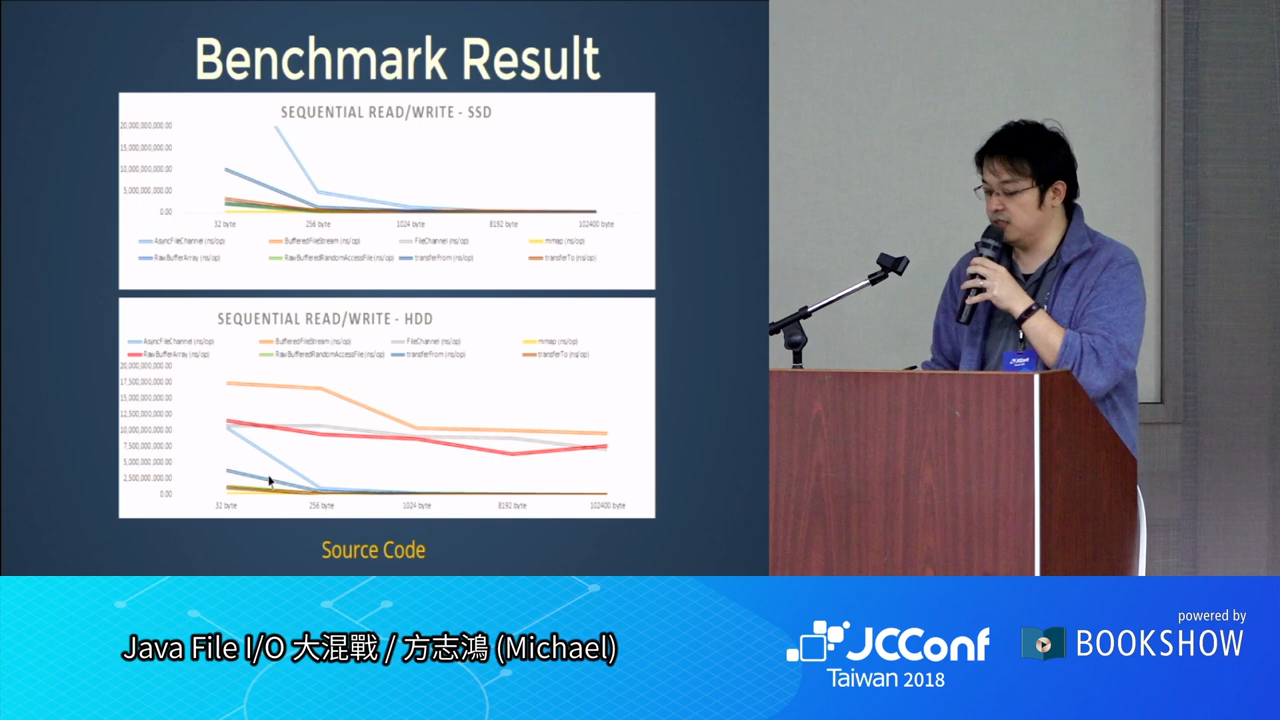 Benchmark Result
SEQUENTIAL READ/WRITE - SSD
20,000,000,000.00
15,000,000,000.00
10,000,000,000.00
5,000,000,000.00
0.00
32 byte
256 byte
1024 byte
8192 byte
102400 byte
AsyncFileChannel (ns/op)
BufferedFileStream (ns/op)
FileChannel (ns/op)
mmap (ns/op)
RawBufferArray (ns/op)
RawBufferedRandomAccessFile (ns/op)
transferFrom (ns/op)
transferTo (ns/op)
SEQUENTIAL READ/WRITE - HDD
AsyncFileChannel (ns/op)
BufferedFileStream (ns/op)
FileChannel (ns/op)
mmap (ns/op)
RawBufferArray (ns/op)
RawBufferedRandomAccessFile (ns/op)
transferFrom (ns/op)
transferTo (ns/op)
20,000,000,000.00
17,500,000,000.00
15,000,000,000.00
12,500,000,000.00
10,000,000,000.00
7,500,000,000.00
5,000,000,000.00
2,500,000,000.00
0.00
32 byte
256 byte
1024 byte
8192 byte
102400 byte
Source Code
JCConf
Java File I/O 大混戰 / 方志鴻 (Michael)
JCConf
Taiwan 2018
powered by
BOOKSHOW